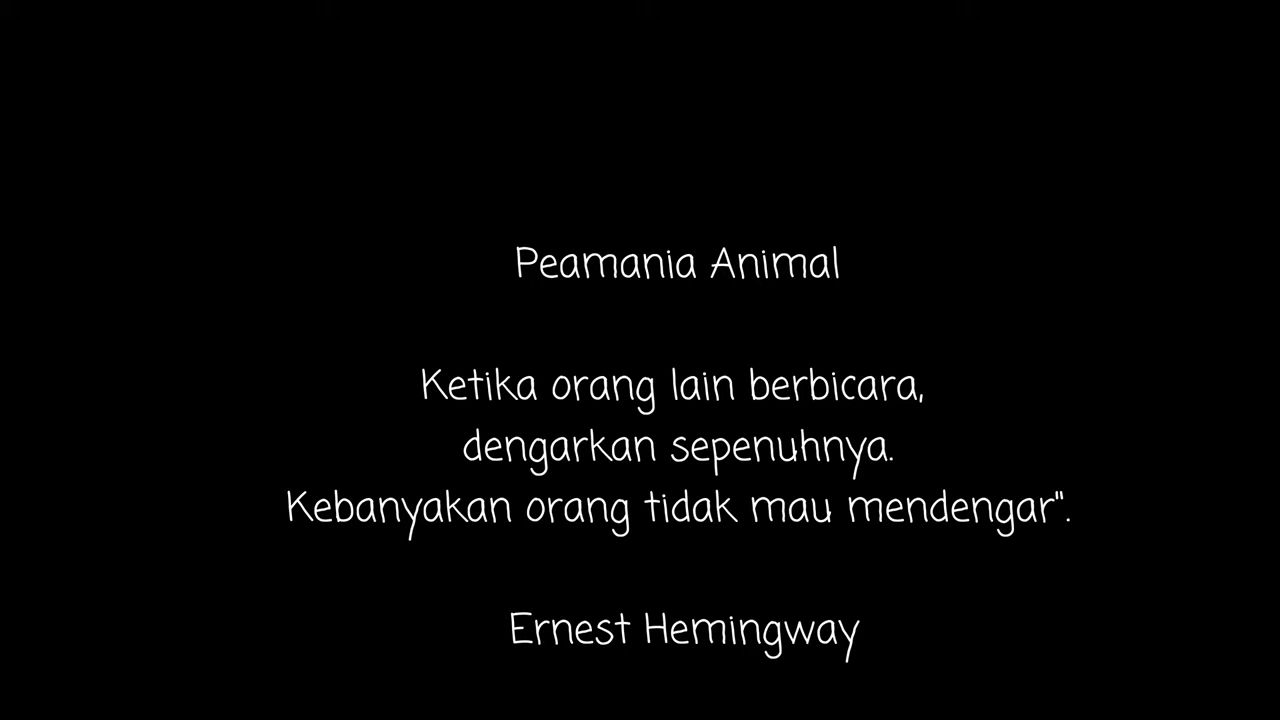 Peamania Animal
Ketika orang lain berbicara,
dengarkan sepenuhnya.
Kebanyakan orang tidak mau mendengar".
Ernest Hemingway